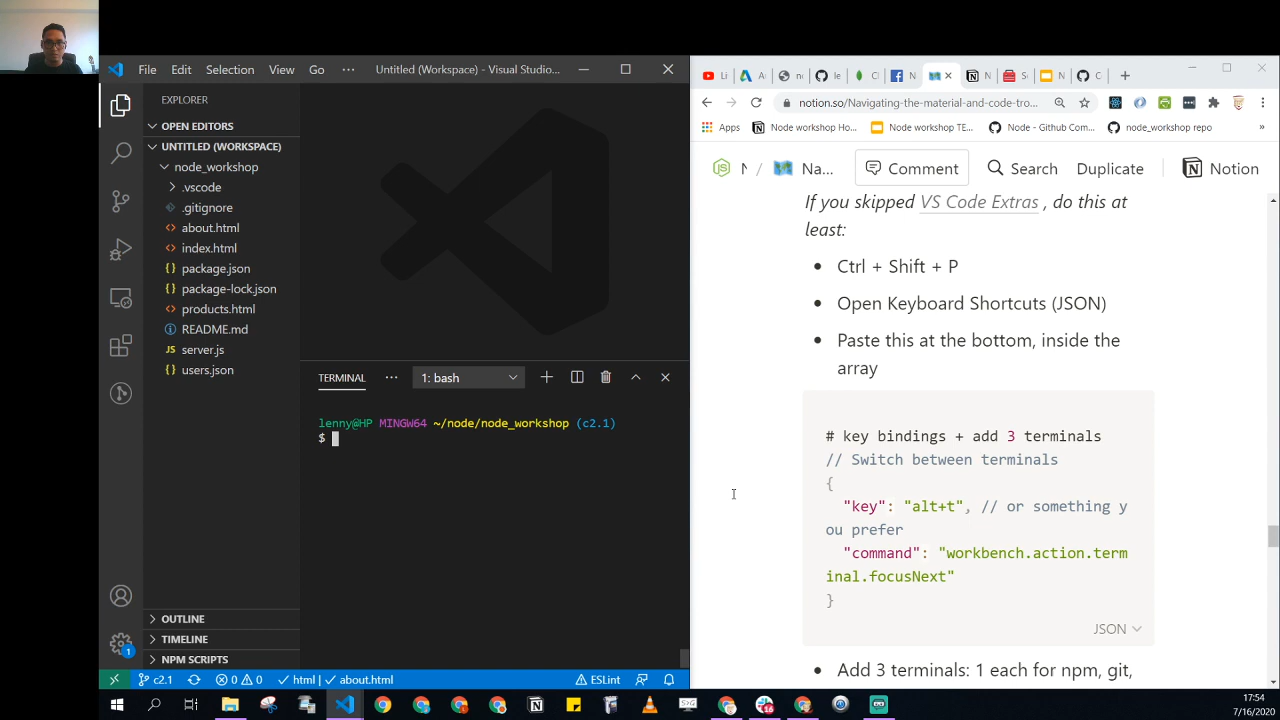 File Edit Selection View Go ··· Untitled (Workspace) - Visual Studio...
EXPLORER
OPEN EDITORS
UNTITLED (WORKSPACE)
node_workshop
.vscode
.gitignore
about.html
index.html
package.json
package-lock.json
products.html
README.md
server.js
users.json
OUTLINE
TIMELINE
NPM SCRIPTS
TERMINAL ··· 1: bash
lenny@HP MINGW64 ~/node/node_workshop (c2.1)
$
1
c2.1 0 0 html | about.html ESLint
Li n le Cl N N S N C
notion.so/Navigating-the-material-and-code-tro...
Apps Node workshop Ho... Node workshop TE... Node - Github Com... node_workshop repo »
N / Na... Comment Search Duplicate Notion
If you skipped VS Code Extras , do this at
least:
• Ctrl + Shift + P
• Open Keyboard Shortcuts (JSON)
• Paste this at the bottom, inside the
array
# key bindings + add 3 terminals
// Switch between terminals
{
"key": "alt+t", // or something y
ou prefer
"command": "workbench.action.term
inal.focusNext"
}
JSON
• Add 3 terminals: 1 each for npm, git,
16
17:54
7/16/2020